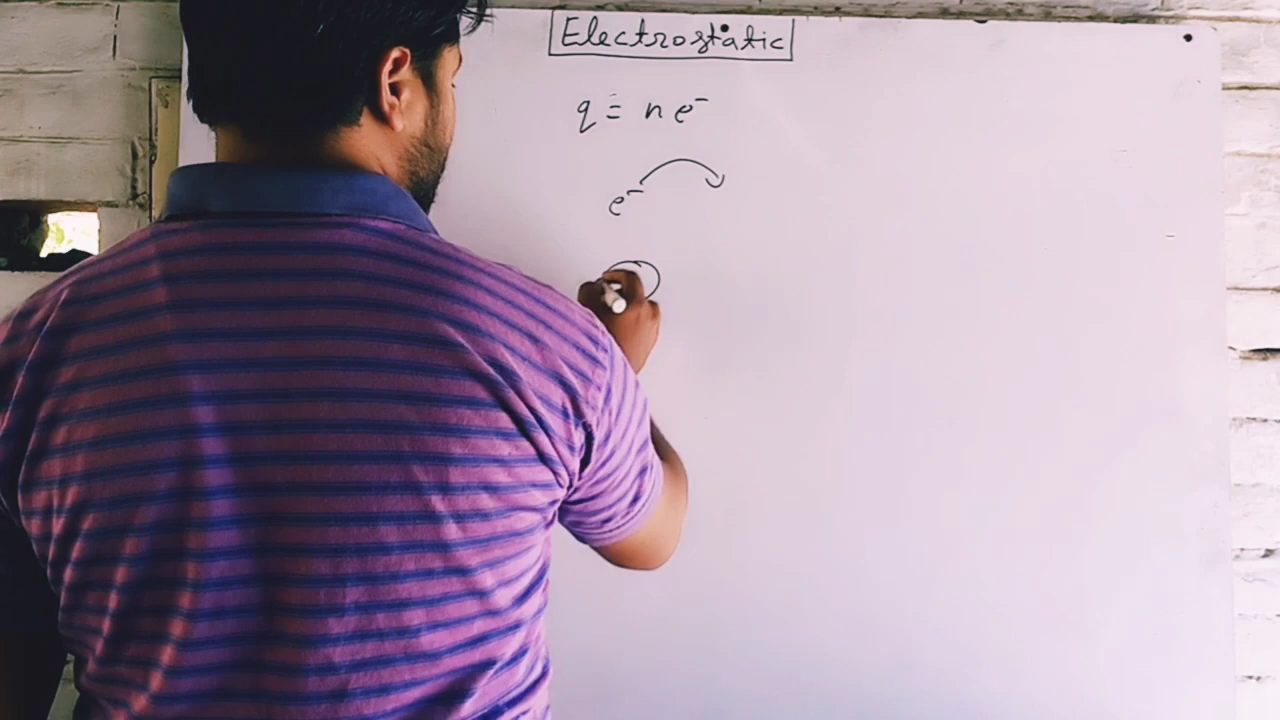 Electrostatic
q = ne⁻
e⁻